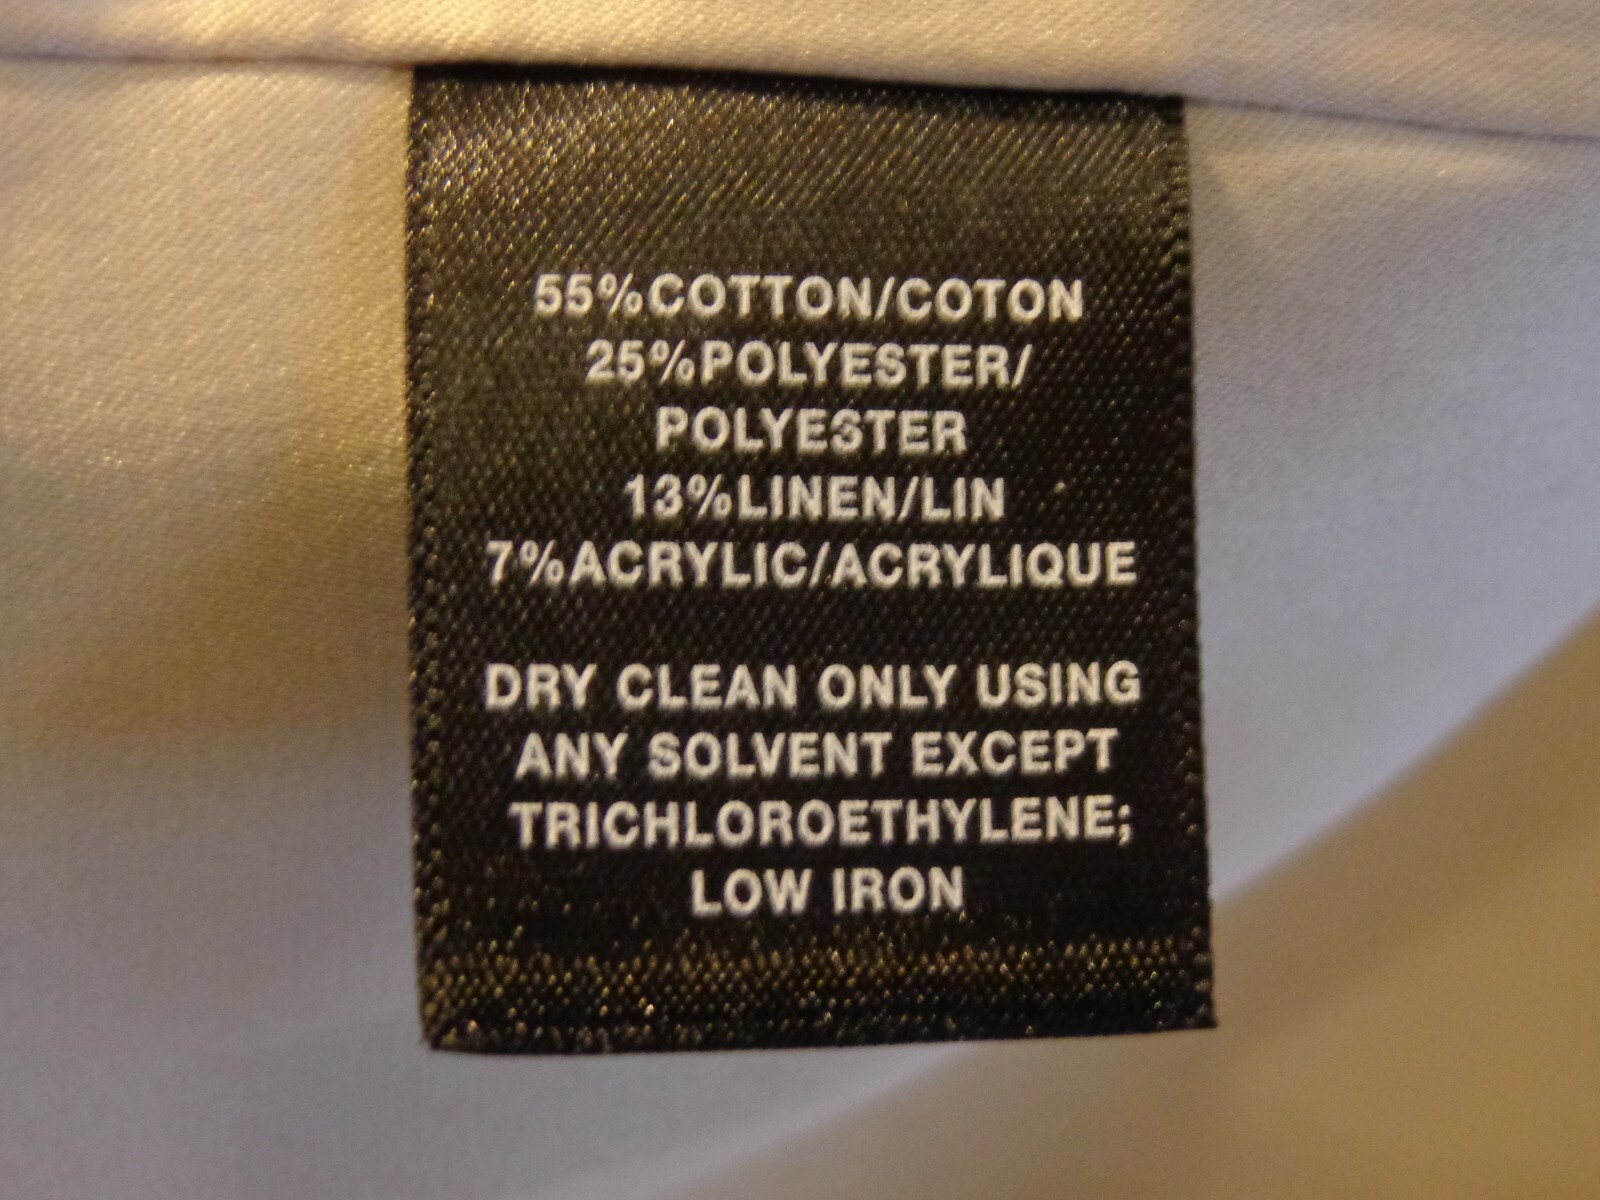 55%COTTON/COTON
25%POLYESTER/
POLYESTER
13%LINEN/LIN
7%ACRYLIC/ACRYLIQUE
DRY CLEAN ONLY USING
ANY SOLVENT EXCEPT
TRICHLOROETHYLENE;
LOW IRON